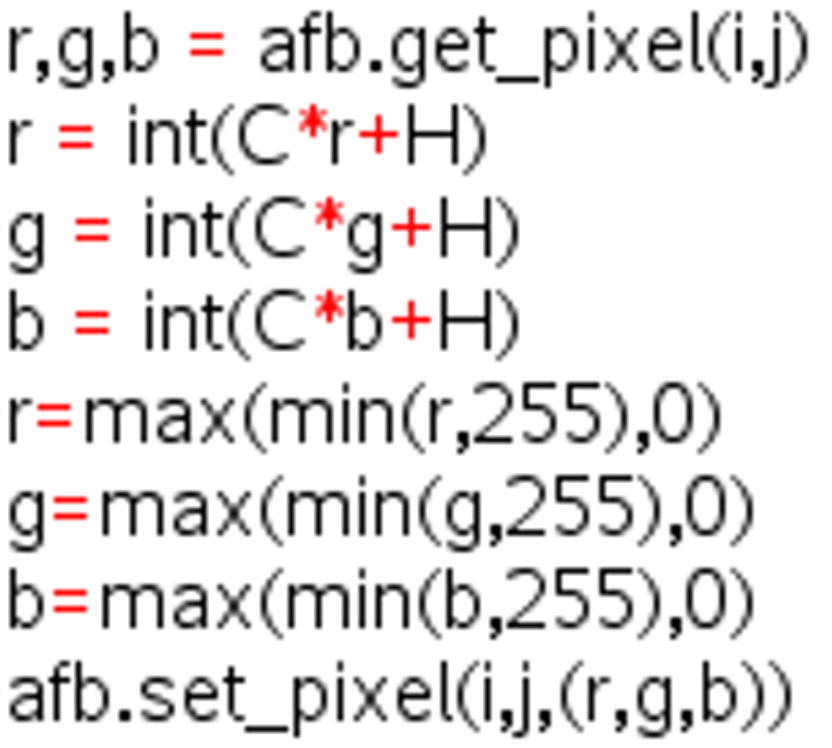 r,g,b = afb.get_pixel(i,j)
r = int(C*r+H)
g = int(C*g+H)
b = int(C*b+H)
r=max(min(r,255),0)
g=max(min(g,255),0)
b=max(min(b,255),0)
afb.set_pixel(i,j,(r,g,b))